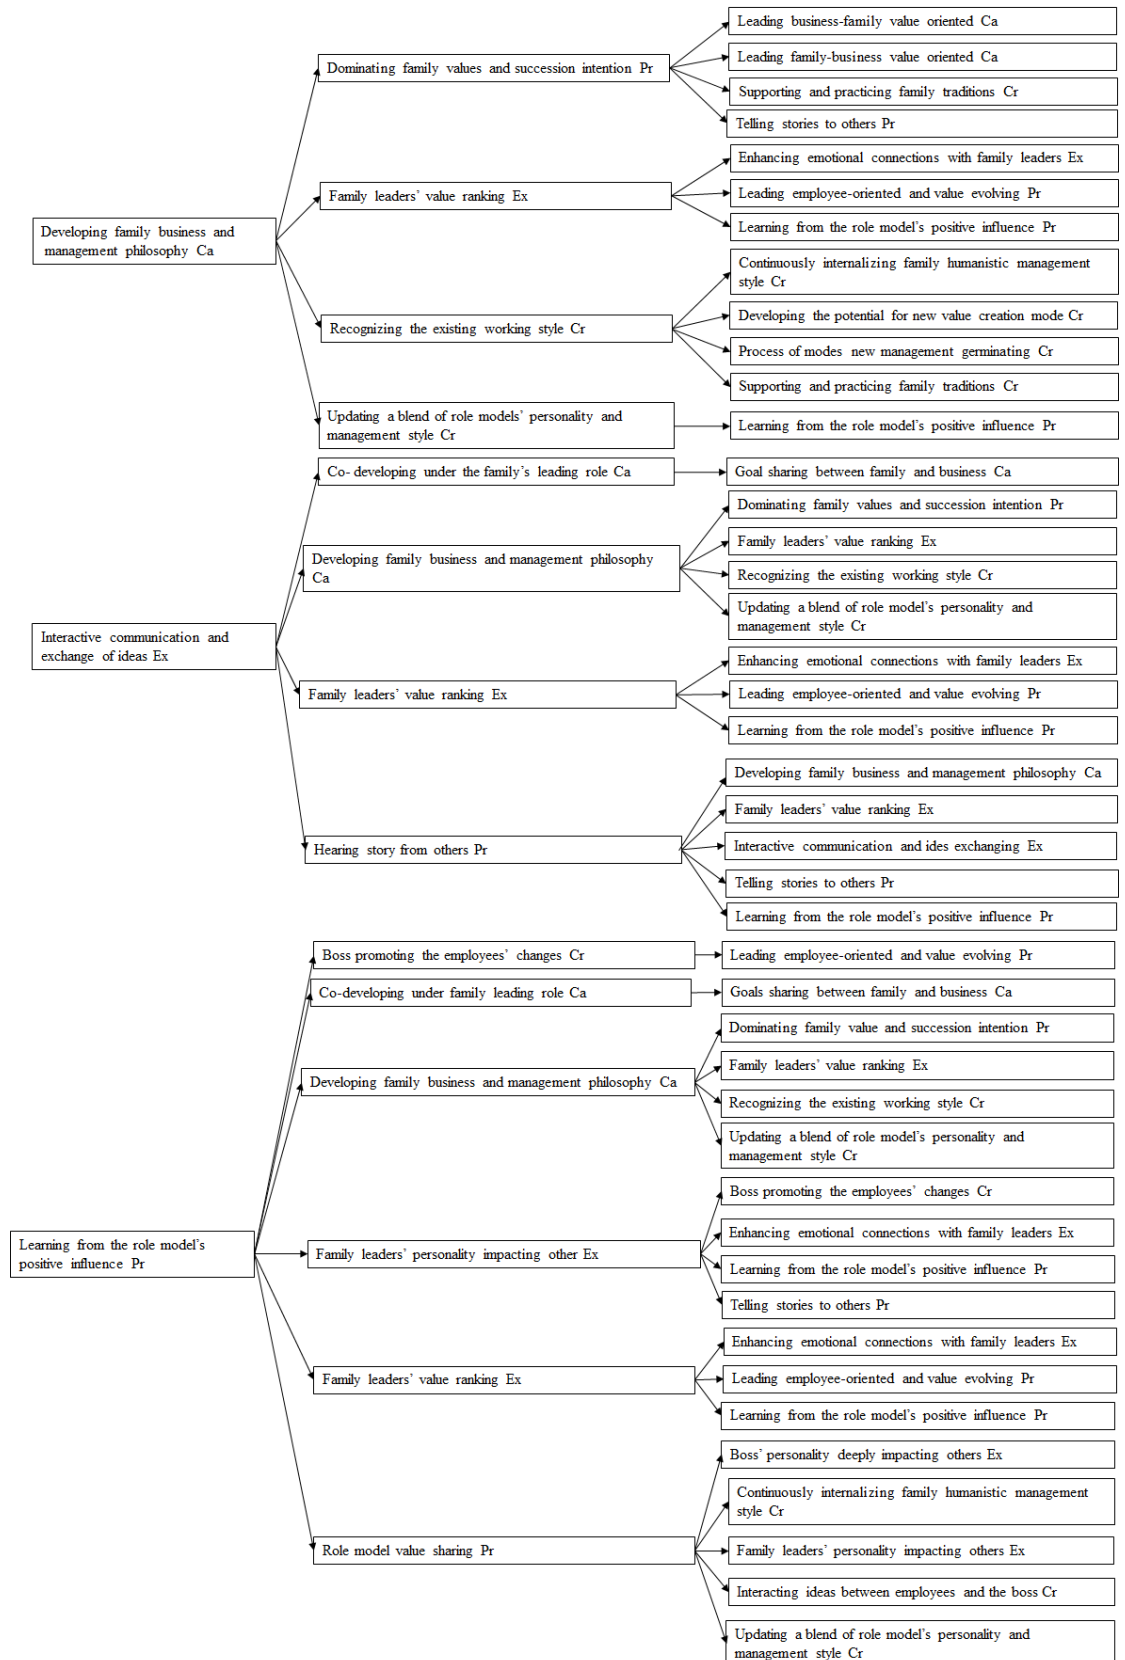 Leading business-family value oriented Ca
Leading family-business value oriented Ca
Dominating family values and succession intention Pr
Supporting and practicing family traditions Cr
Telling stories to others Pr
Enhancing emotional connections with family leaders Ex
Family leaders' value ranking Ex
Leading employee-oriented and value evolving Pr
Learning from the role model's positive influence Pr
Developing family business and
management philosophy Ca
Continuously internalizing family humanistic management
style Cr
Recognizing the existing working style Cr
Developing the potential for new value creation mode Cr
Process of modes new management germinating Cr
Supporting and practicing family traditions Cr
Updating a blend of role models' personality and
management style Cr
Learning from the role model's positive influence Pr
Co- developing under the family's leading role Ca
Goal sharing between family and business Ca
Dominating family values and succession intention Pr
Developing family business and management philosophy
Ca
Family leaders' value ranking Ex
Recognizing the existing working style Cr
Updating a blend of role model's personality and
management style Cr
Interactive communication and
exchange of ideas Ex
Enhancing emotional connections with family leaders Ex
Family leaders' value ranking Ex
Leading employee-oriented and value evolving Pr
Learning from the role model's positive influence Pr
Developing family business and management philosophy Ca
Family leaders' value ranking Ex
Hearing story from others Pr
Interactive communication and ides exchanging Ex
Telling stories to others Pr
Learning from the role model's positive influence Pr
Boss promoting the employees' changes Cr
Leading employee-oriented and value evolving Pr
Co-developing under family leading role Ca
Goals sharing between family and business Ca
Dominating family value and succession intention Pr
Family leaders' value ranking Ex
Developing family business and management philosophy Ca
Recognizing the existing working style Cr
Updating a blend of role model's personality and
management style Cr
Boss promoting the employees' changes Cr
Learning from the role model's
positive influence Pr
Family leaders' personality impacting other Ex
Enhancing emotional connections with family leaders Ex
Learning from the role model's positive influence Pr
Telling stories to others Pr
Enhancing emotional connections with family leaders Ex
Family leaders' value ranking Ex
Leading employee-oriented and value evolving Pr
Learning from the role model's positive influence Pr
Boss' personality deeply impacting others Ex
Continuously internalizing family humanistic management
style Cr
Role model value sharing Pr
Family leaders' personality impacting others Ex
Interacting ideas between employees and the boss Cr
Updating a blend of role model's personality and
management style Cr